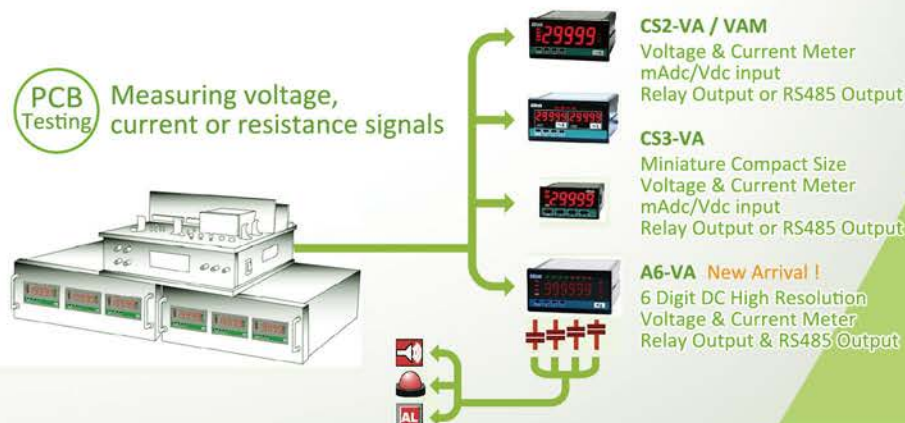 PCB
Testing
Measuring voltage,
current or resistance signals
29999
CS2-VA / VAM
Voltage & Current Meter
mAdc/Vdc input
Relay Output or RS485 Output
29999 29999
CS3-VA
Miniature Compact Size
Voltage & Current Meter
mAdc/Vdc input
Relay Output or RS485 Output
29999
A6-VA New Arrival !
6 Digit DC High Resolution
Voltage & Current Meter
Relay Output & RS485 Output
999999
AL